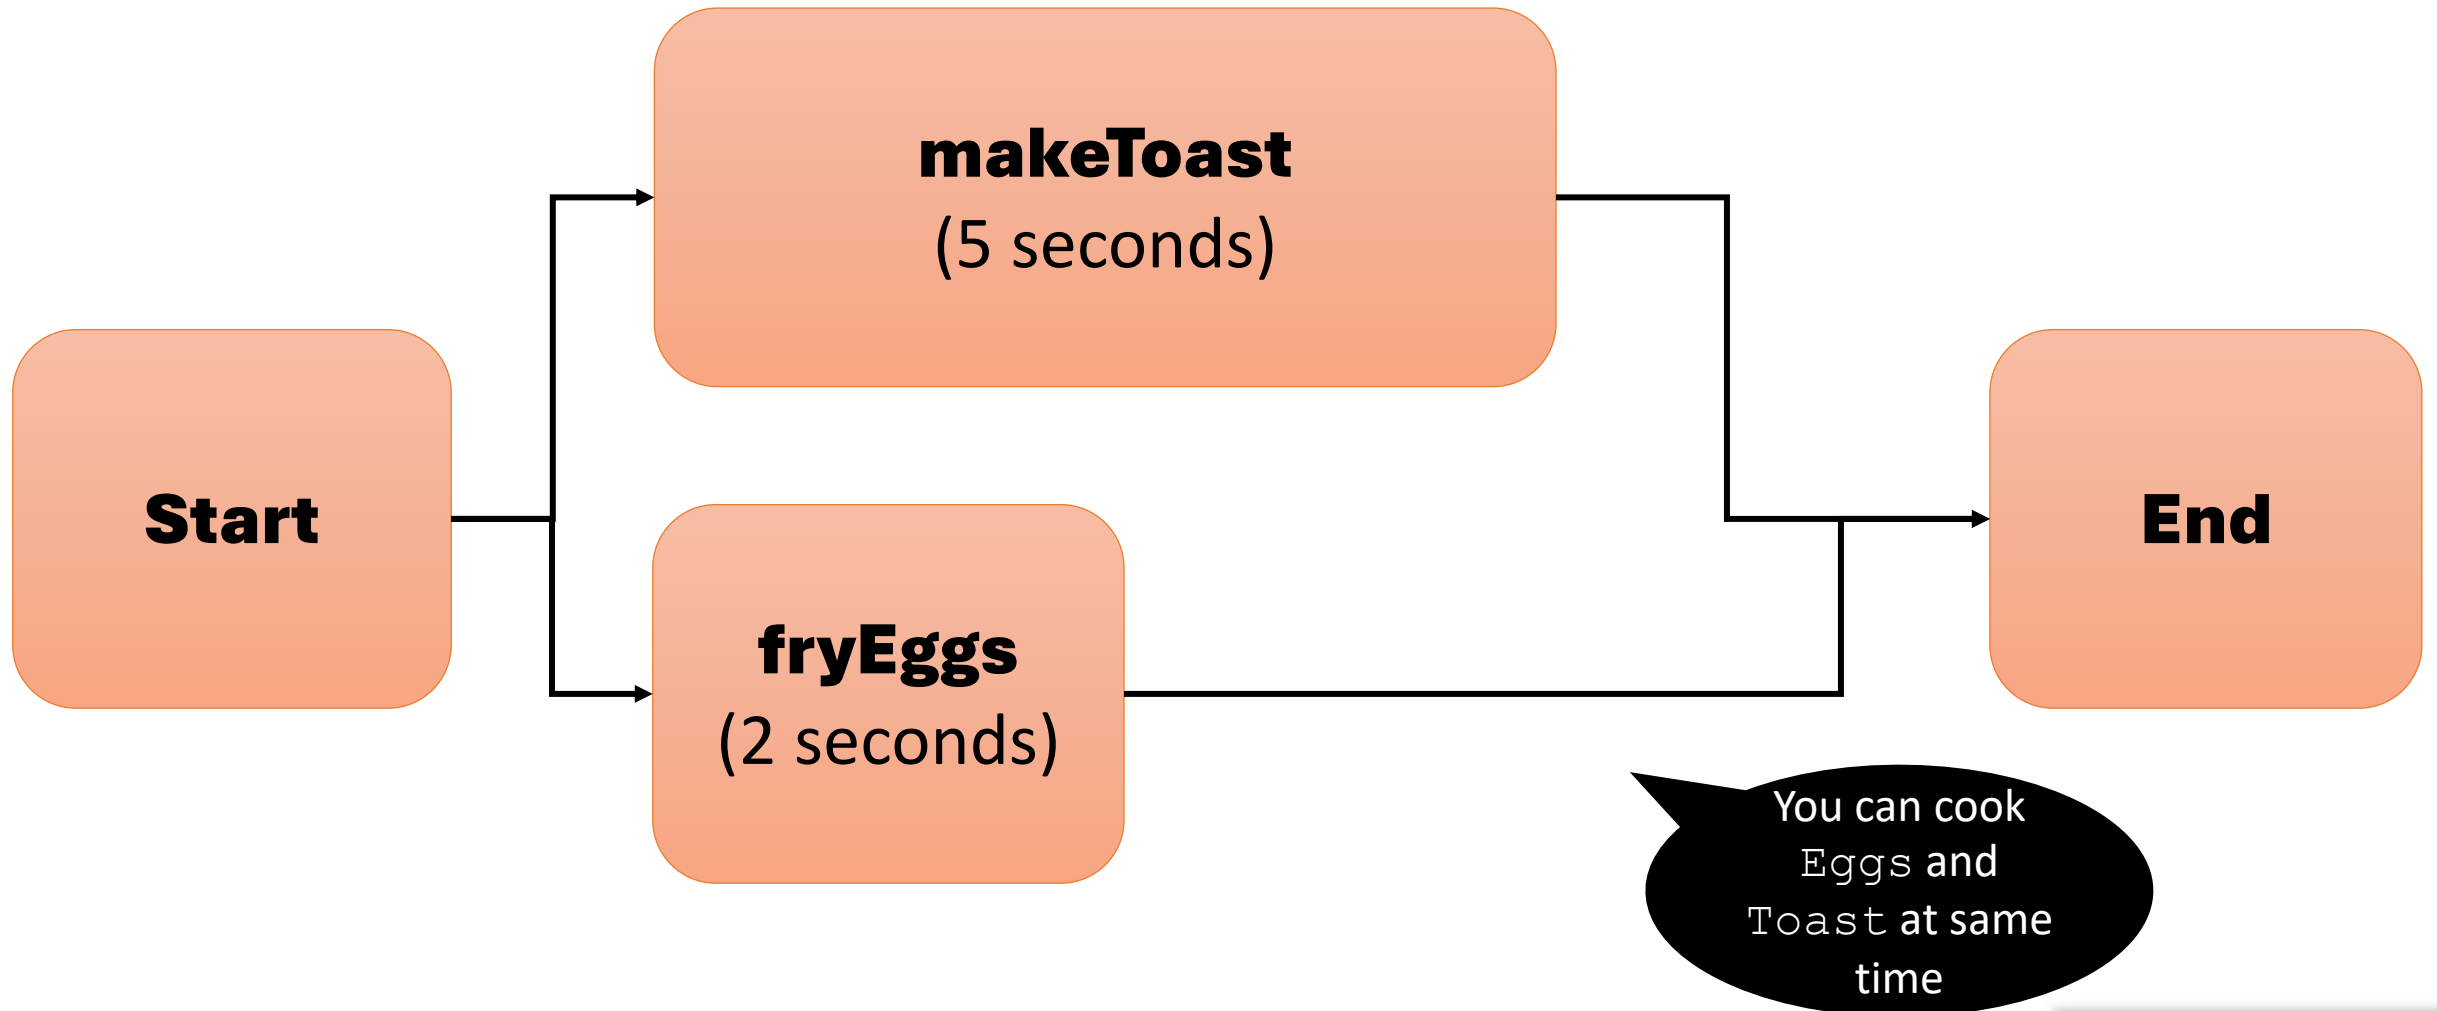 makeToast
(5 seconds)
Start
End
fryEggs
(2 seconds)
You can cook
Eggs and
Toast at same
time